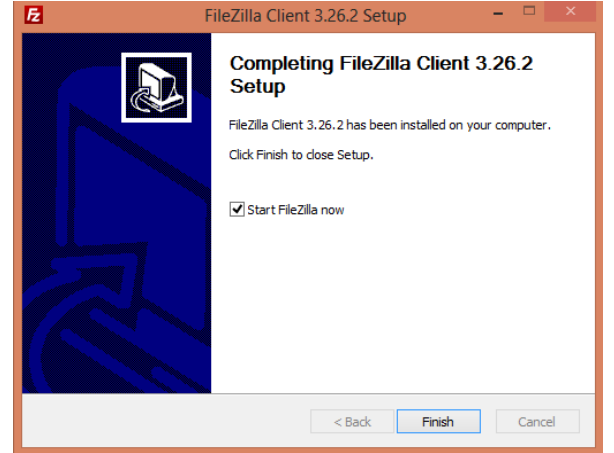 Fz
FileZilla Client 3.26.2 Setup
Completing FileZilla Client 3.26.2
Setup
FileZilla Client 3.26.2 has been installed on your computer.
Click Finish to close Setup.
Start FileZilla now
< Back Finish Cancel